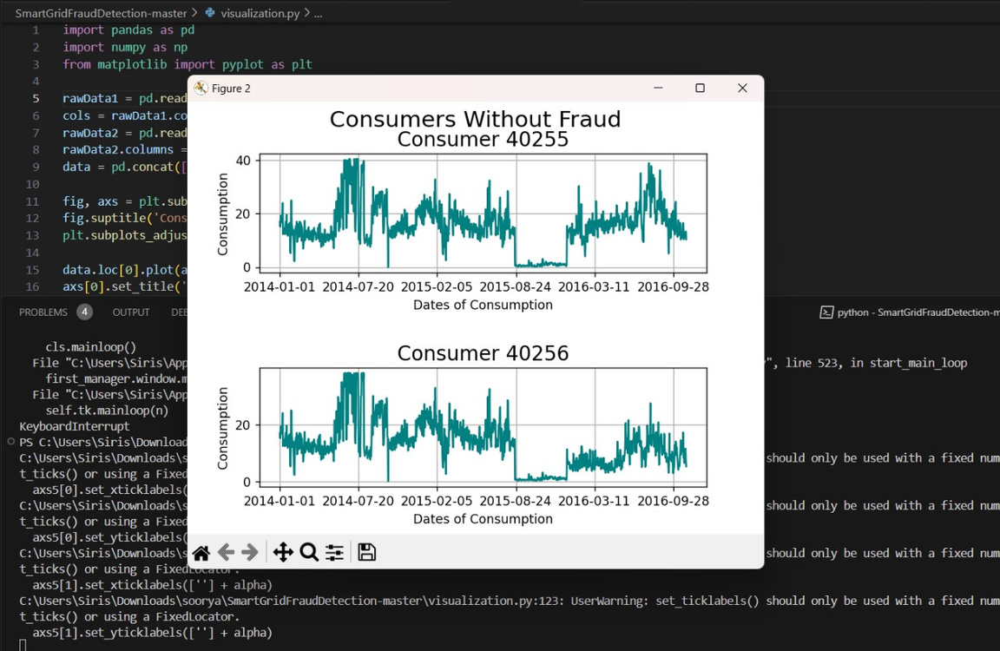 SmartGridFraudDetection-master > visualization.py > ...
1 import pandas as pd
2 import numpy as np
3 from matplotlib import pyplot as plt
4
5 rawData1 = pd.read
6 cols = rawData1.co
7 rawData2 = pd.read
8 rawData2.columns =
9 data = pd.concat([
10
11 fig, axs = plt.sub
12 fig.suptitle('Cons
13 plt.subplots_adjus
14
15 data.loc[0].plot(a
16 axs[0].set_title('
Figure 2
Consumers Without Fraud
Consumer 40255
Consumption
40
20
0
2014-01-01 2014-07-20 2015-02-05 2015-08-24 2016-03-11 2016-09-28
Dates of Consumption
Consumer 40256
Consumption
20
0
2014-01-01 2014-07-20 2015-02-05 2015-08-24 2016-03-11 2016-09-28
Dates of Consumption
PROBLEMS 4 OUTPUT DEB
python - SmartGridFraudDetection-m
cls.mainloop()
File "C:\Users\Siris\App y", line 523, in start_main_loop
first_manager.window.m
File "C:\Users\Siris\App
self.tk.mainloop(n)
KeyboardInterrupt
PS C:\Users\Siris\Download
C:\Users\Siris\Downloads\s should only be used with a fixed num
t_ticks() or using a Fixed
axs5[0].set_xticklabels(
C:\Users\Siris\Downloads\s should only be used with a fixed num
t_ticks() or using a Fixed
axs5[0].set_yticklabels(
C:\Users\Siris\Downloads\s should only be used with a fixed num
t_ticks() or using a FixedLocator.
axs5[1].set_xticklabels([''] + alpha)
C:\Users\Siris\Downloads\soorya\SmartGridFraudDetection-master\visualization.py:123: UserWarning: set_ticklabels() should only be used with a fixed num
t_ticks() or using a FixedLocator.
axs5[1].set_yticklabels([''] + alpha)